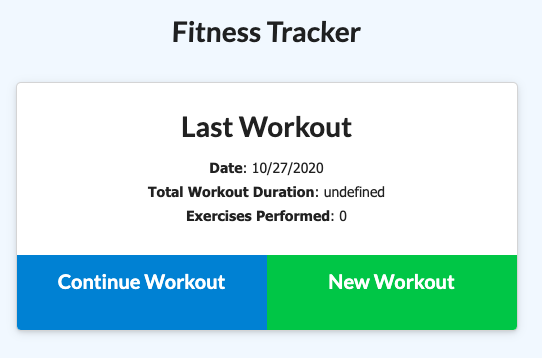 Fitness Tracker
Last Workout
Date: 10/27/2020
Total Workout Duration: undefined
Exercises Performed: 0
Continue Workout
New Workout